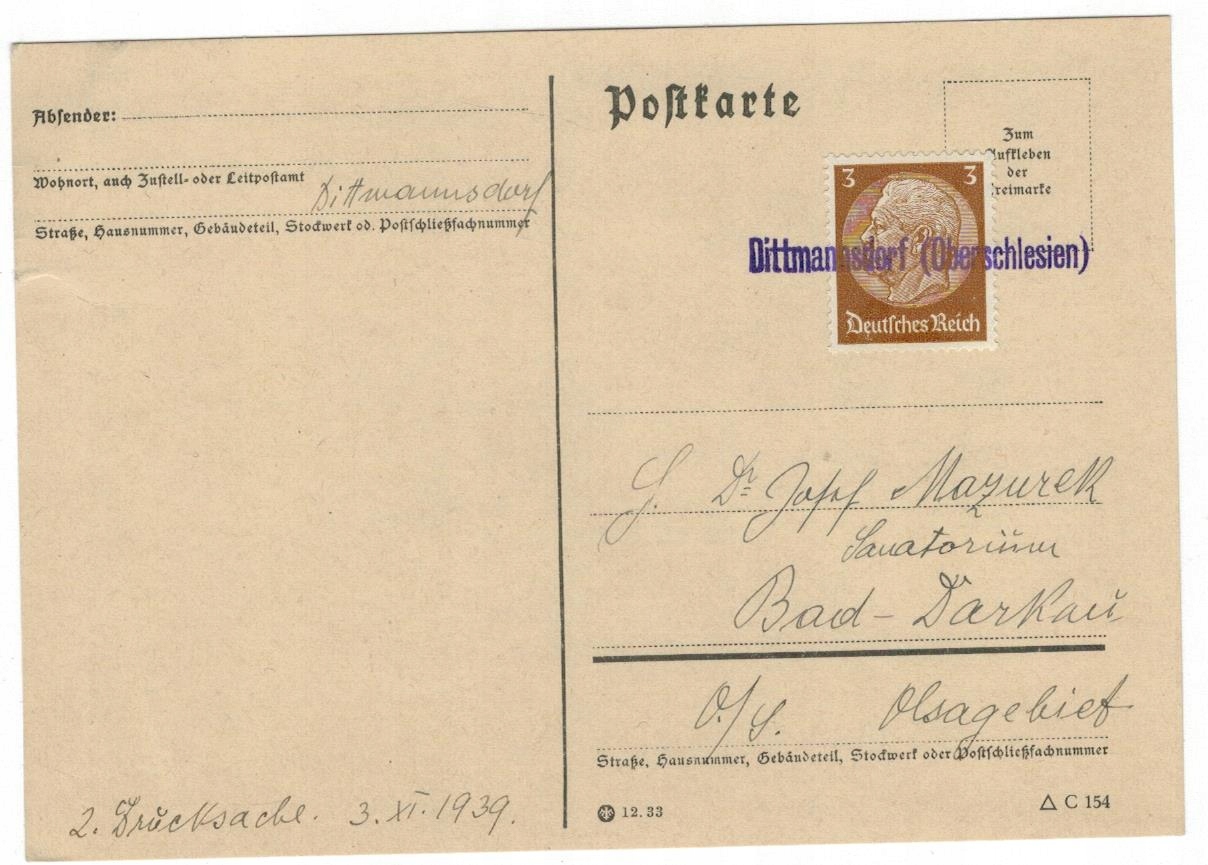 Absender:
Wohnort, auch Zustell- oder Leitpostamt
Dittmannsdorf
Straße, Hausnummer, Gebäudeteil, Stockwerk od. Postschließfachnummer
2. Drucksache. 3. XI. 1939.
Postkarte
Zum
Aufkleben
der
Freimarke
3 3
Deutsches Reich
Dittmannsdorf (Oberschlesien)
H. Dr Josef Mazurek
Sanatorium
Bad-Darkau
O./S. Olsagebiet
Straße, Hausnummer, Gebäudeteil, Stockwerk oder Postschließfachnummer
12. 33
△ C 154